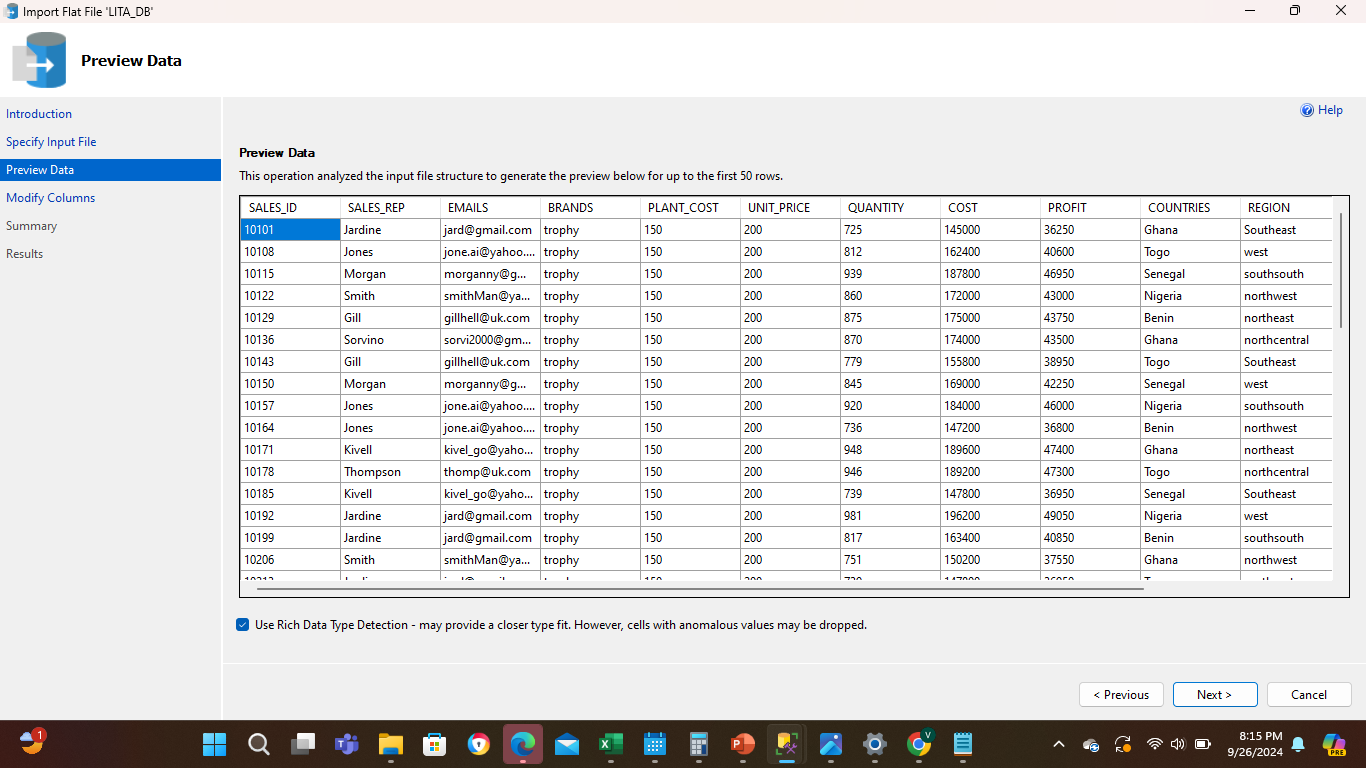 Import Flat File 'LITA_DB'
Preview Data
Introduction
Specify Input File
Preview Data
Modify Columns
Summary
Results
Help
Preview Data
This operation analyzed the input file structure to generate the preview below for up to the first 50 rows.
SALES_ID SALES_REP EMAILS BRANDS PLANT_COST UNIT_PRICE QUANTITY COST PROFIT COUNTRIES REGION
10101 Jardine jard@gmail.com trophy 150 200 725 145000 36250 Ghana Southeast
10108 Jones jone.ai@yahoo.... trophy 150 200 812 162400 40600 Togo west
10115 Morgan morganny@g... trophy 150 200 939 187800 46950 Senegal southsouth
10122 Smith smithMan@ya... trophy 150 200 860 172000 43000 Nigeria northwest
10129 Gill gillhell@uk.com trophy 150 200 875 175000 43750 Benin northeast
10136 Sorvino sorvi2000@gm... trophy 150 200 870 174000 43500 Ghana northcentral
10143 Gill gillhell@uk.com trophy 150 200 779 155800 38950 Togo Southeast
10150 Morgan morganny@g... trophy 150 200 845 169000 42250 Senegal west
10157 Jones jone.ai@yahoo.... trophy 150 200 920 184000 46000 Nigeria southsouth
10164 Jones jone.ai@yahoo.... trophy 150 200 736 147200 36800 Benin northwest
10171 Kivell kivel_go@yaho... trophy 150 200 948 189600 47400 Ghana northeast
10178 Thompson thomp@uk.com trophy 150 200 946 189200 47300 Togo northcentral
10185 Kivell kivel_go@yaho... trophy 150 200 739 147800 36950 Senegal Southeast
10192 Jardine jard@gmail.com trophy 150 200 981 196200 49050 Nigeria west
10199 Jardine jard@gmail.com trophy 150 200 817 163400 40850 Benin southsouth
10206 Smith smithMan@ya... trophy 150 200 751 150200 37550 Ghana northwest
Use Rich Data Type Detection - may provide a closer type fit. However, cells with anomalous values may be dropped.
< Previous Next > Cancel
1
V
PRE
8:15 PM
9/26/2024